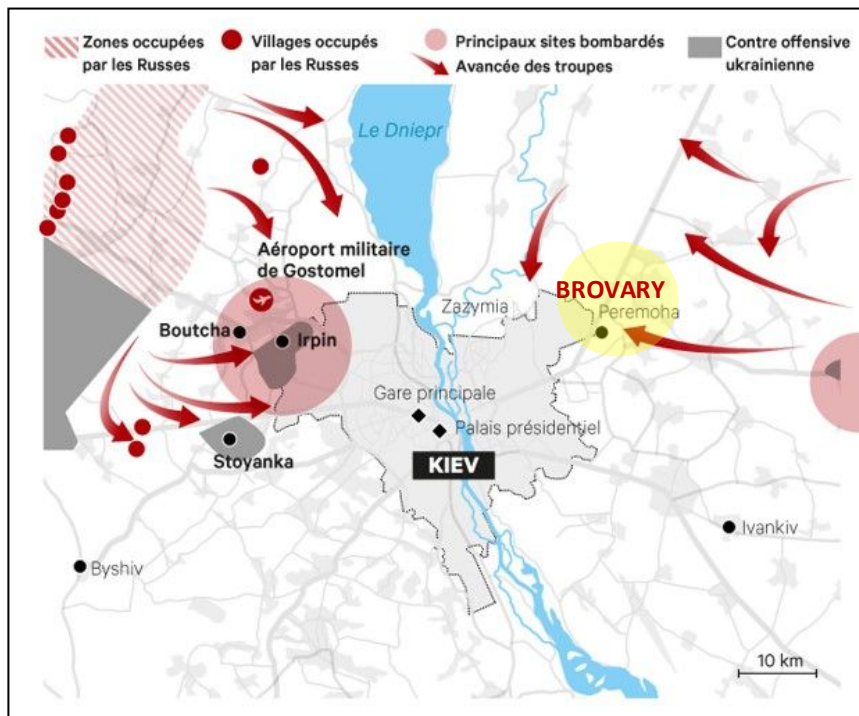 Zones occupées
par les Russes
Villages occupés
par les Russes
Principaux sites bombardés
Avancée des troupes
Contre offensive
ukrainienne
Le Dniepr
Aéroport militaire
de Gostomel
BROVARY
Zazymia
Peremoha
Boutcha
Irpin
Gare principale
Palais présidentiel
Stoyanka
KIEV
Ivankiv
Byshiv
10 km